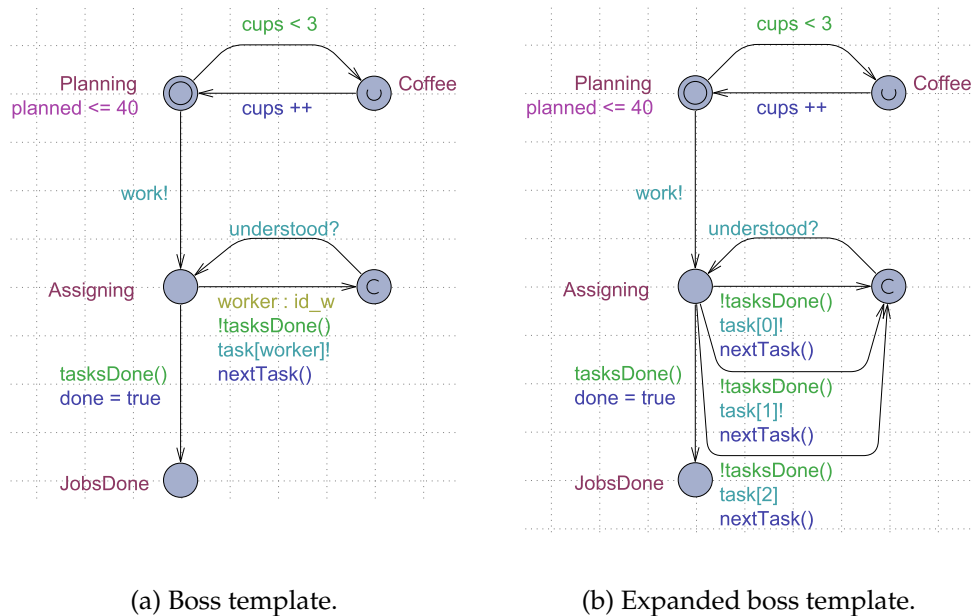 cups < 3
Planning
planned <= 40
Coffee
cups ++
work!
understood?
Assigning
C
worker : id_w
!tasksDone()
task[worker]!
nextTask()
tasksDone()
done = true
JobsDone
(a) Boss template.
cups < 3
Planning
planned <= 40
Coffee
cups ++
work!
understood?
Assigning
C
!tasksDone()
task[0]!
nextTask()
tasksDone()
done = true
!tasksDone()
task[1]!
nextTask()
JobsDone
!tasksDone()
task[2]
nextTask()
(b) Expanded boss template.